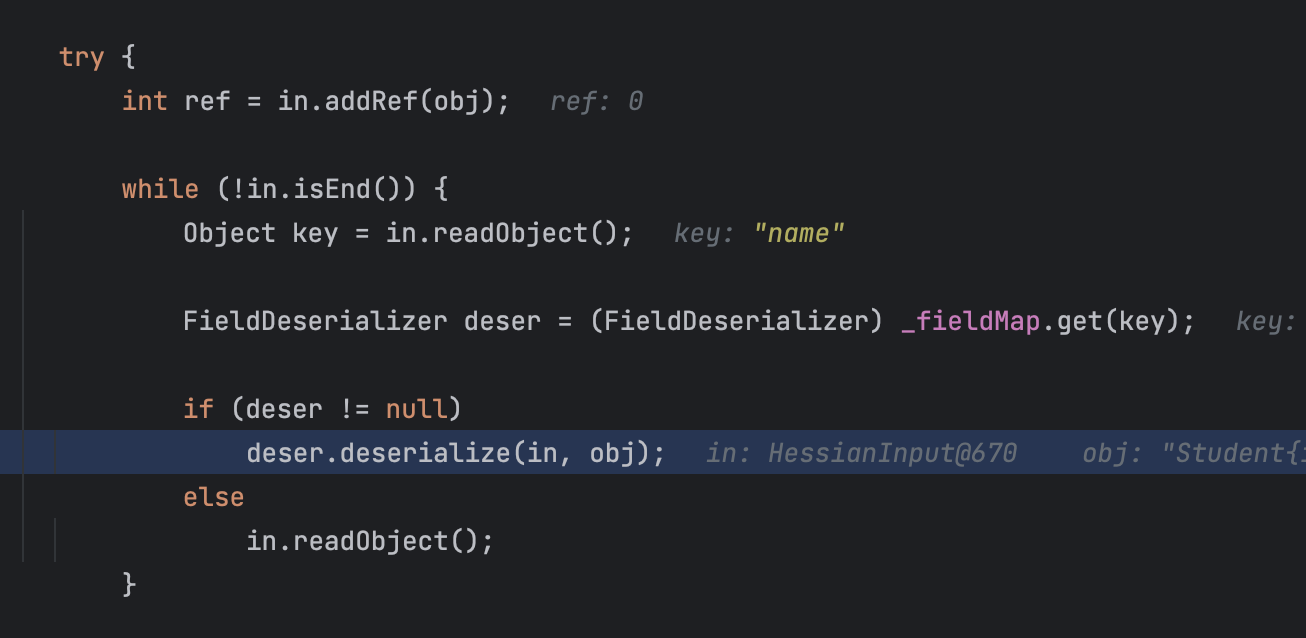 try {
int ref = in.addRef(obj); ref: 0
while (!in.isEnd()) {
Object key = in.readObject(); key: "name"
FieldDeserializer deser = (FieldDeserializer) _fieldMap.get(key); key:
if (deser != null)
deser.deserialize(in, obj); in: HessianInput@670 obj: "Student{
else
in.readObject();
}